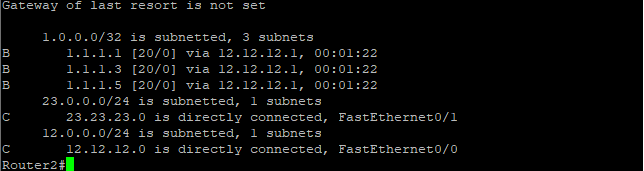 Gateway of last resort is not set
     1.0.0.0/32 is subnetted, 3 subnets
B       1.1.1.1 [20/0] via 12.12.12.1, 00:01:22
B       1.1.1.3 [20/0] via 12.12.12.1, 00:01:22
B       1.1.1.5 [20/0] via 12.12.12.1, 00:01:22
     23.0.0.0/24 is subnetted, 1 subnets
C       23.23.23.0 is directly connected, FastEthernet0/1
     12.0.0.0/24 is subnetted, 1 subnets
C       12.12.12.0 is directly connected, FastEthernet0/0
Router2#